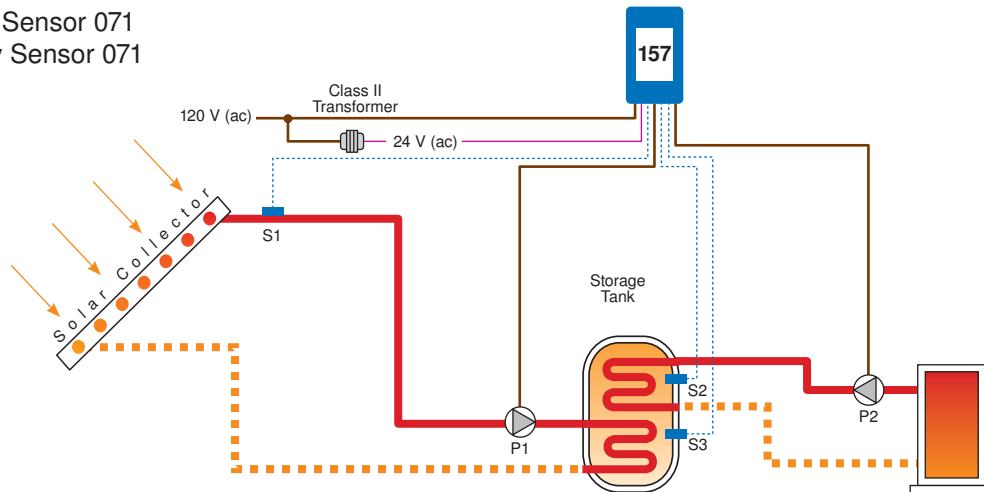 Sensor 071
Sensor 071
157
Class II
Transformer
120 V (ac)
24 V (ac)
Solar Collector
S1
Storage
Tank
S2
P2
P1
S3